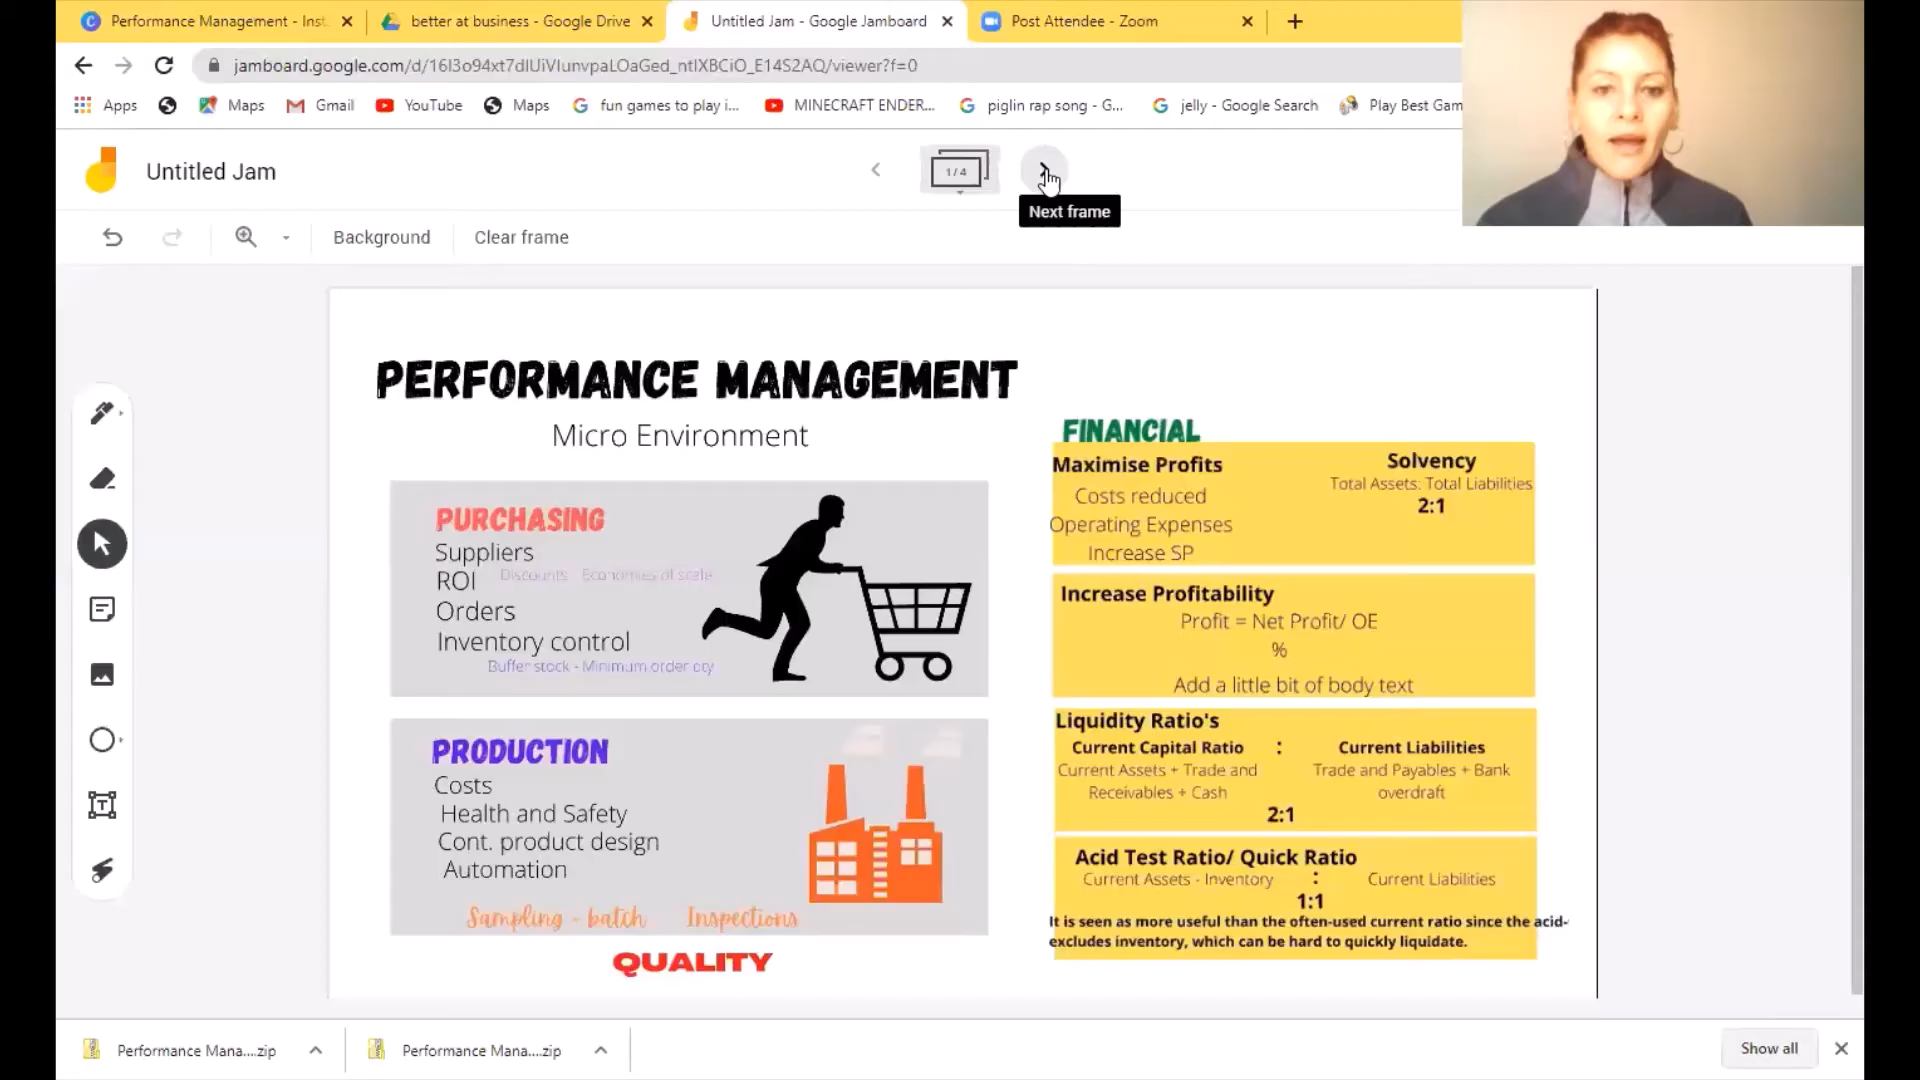 Performance Management - Inst
better at business - Google Drive
Untitled Jam - Google Jamboard
Post Attendee - Zoom
jamboard.google.com/d/16I3o94xt7dIUiVIunvpaLOaGed_ntIXBCiO_E14S2AQ/viewer?f=0
Apps
Maps
Gmail
YouTube
Maps
fun games to play i...
MINECRAFT ENDER...
piglin rap song - G...
jelly - Google Search
Play Best Gam
Untitled Jam
1/4
Next frame
Background
Clear frame
PERFORMANCE MANAGEMENT
Micro Environment
PURCHASING
Suppliers
ROI Discounts Economies of scale
Orders
Inventory control
Buffer stock - Minimum order qty
PRODUCTION
Costs
Health and Safety
Cont. product design
Automation
Sampling - batch Inspections
QUALITY
FINANCIAL
Maximise Profits
Costs reduced
Operating Expenses
Increase SP
Solvency
Total Assets: Total Liabilities
2:1
Increase Profitability
Profit = Net Profit/ OE
%
Add a little bit of body text
Liquidity Ratio's
Current Capital Ratio : Current Liabilities
Current Assets + Trade and
Receivables + Cash
Trade and Payables + Bank
overdraft
2:1
Acid Test Ratio/ Quick Ratio
Current Assets - Inventory : Current Liabilities
1:1
It is seen as more useful than the often-used current ratio since the acid-
excludes inventory, which can be hard to quickly liquidate.
Performance Mana....zip
Performance Mana....zip
Show all